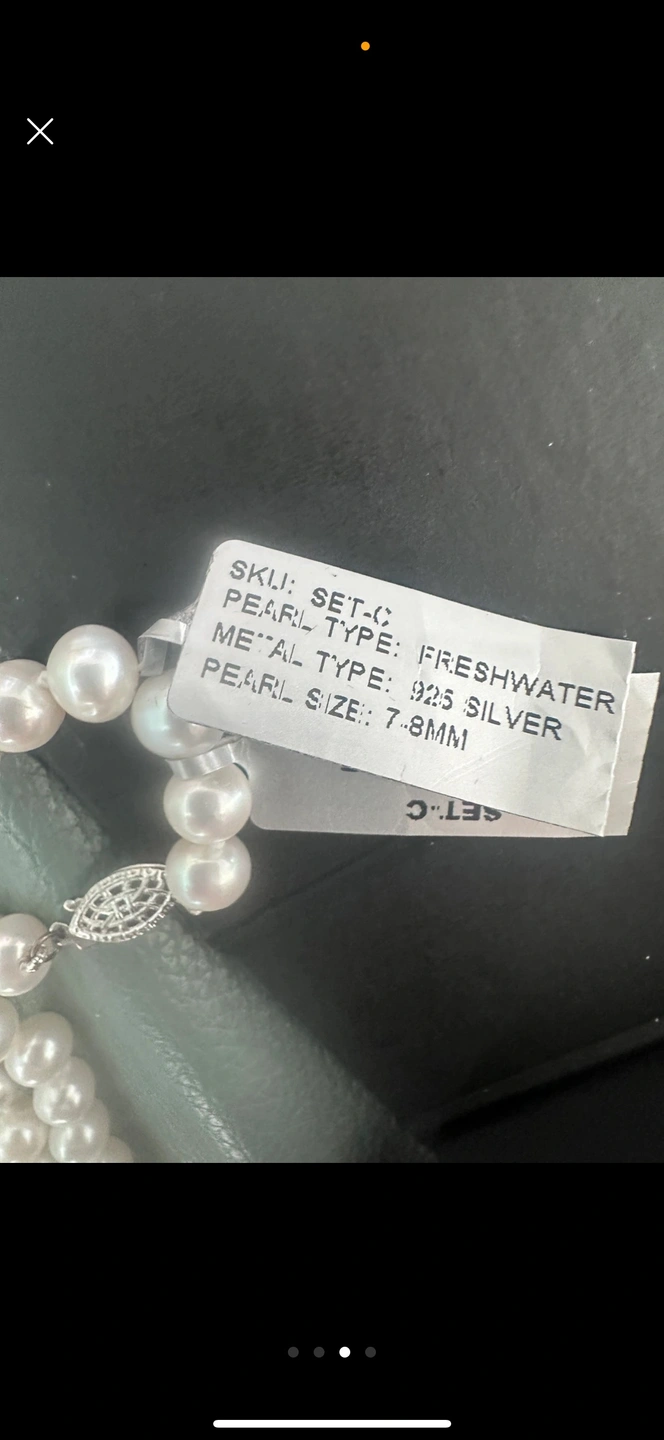 SKU: SET-C
PEARL TYPE: FRESHWATER
METAL TYPE: 925 SILVER
PEARL SIZE: 7-8MM
SET-C